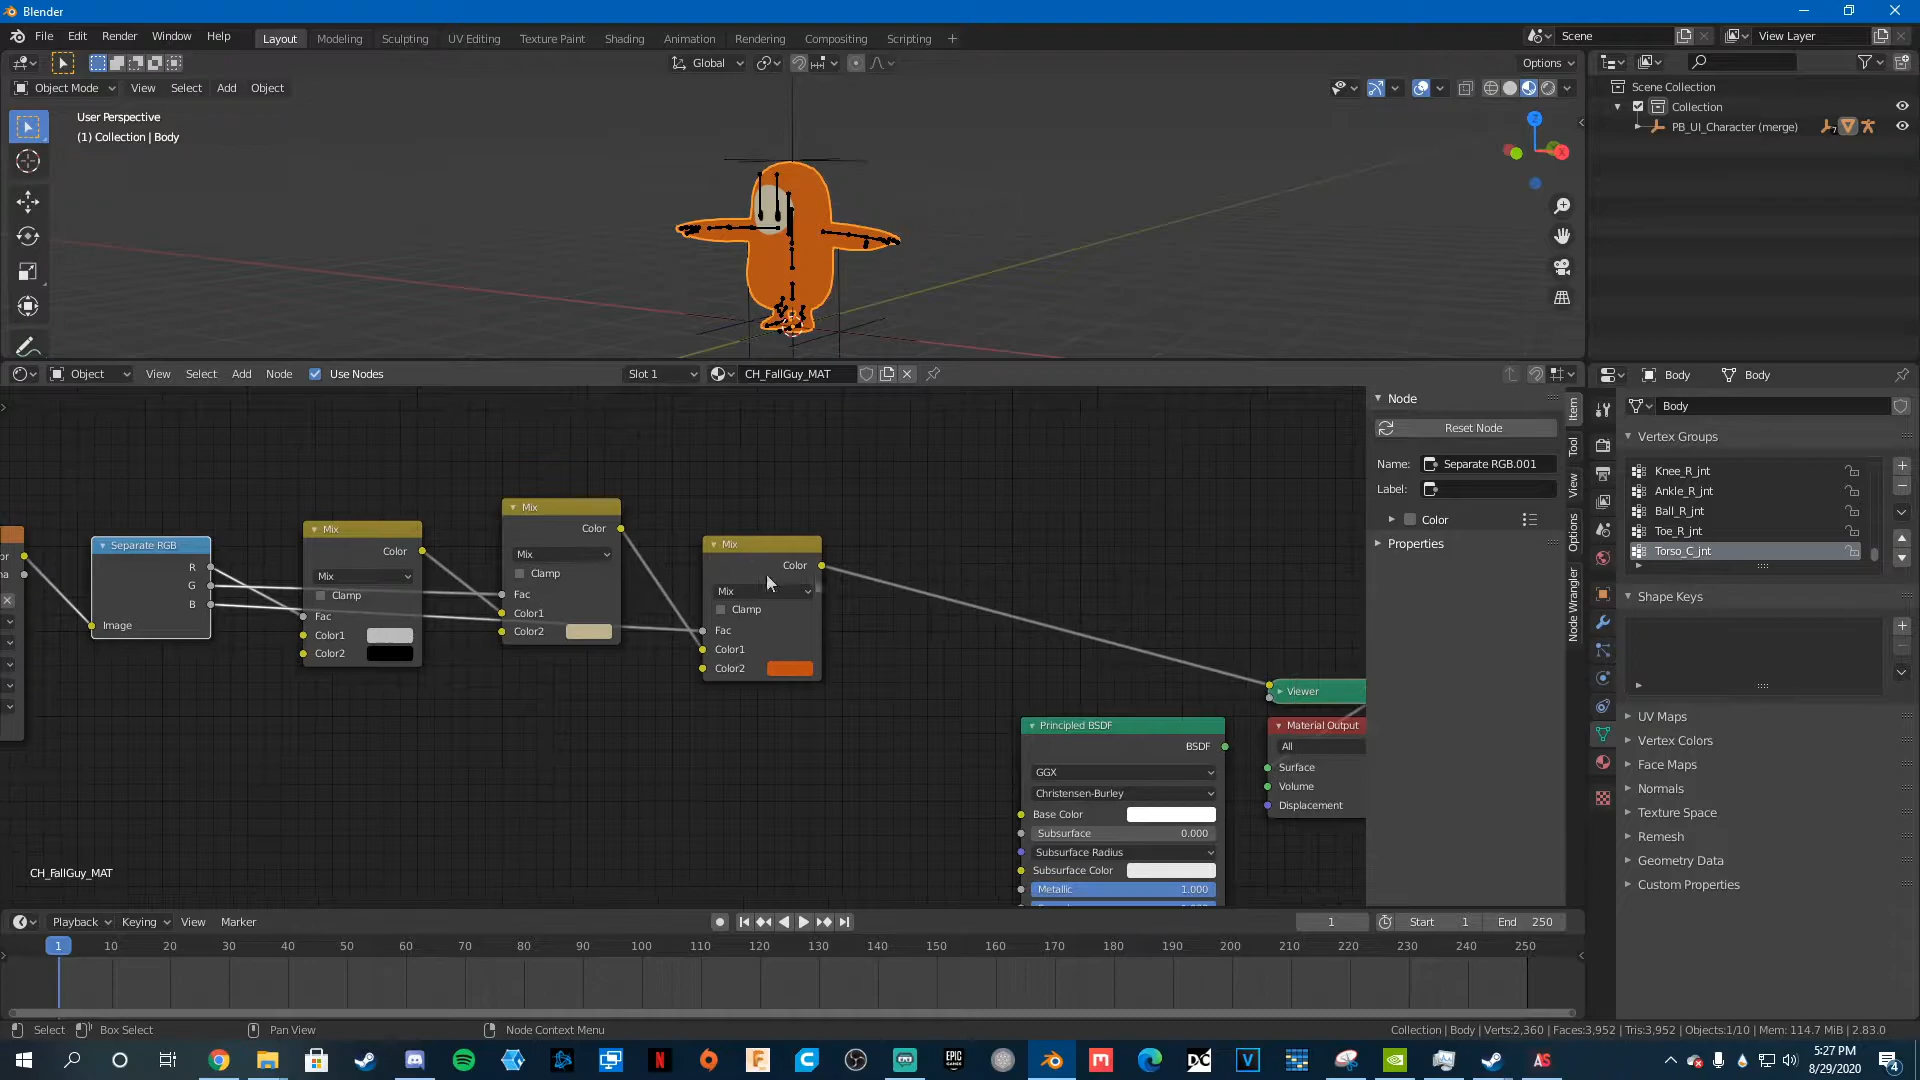 Blender
File Edit Render Window Help
Layout Modeling Sculpting UV Editing Texture Paint Shading Animation Rendering Compositing Scripting +
Scene
View Layer
Global
Options
Object Mode View Select Add Object
User Perspective
(1) Collection | Body
Z
X
Scene Collection
Collection
PB_UI_Character (merge)
7
Object View Select Add Node Use Nodes
Slot 1
CH_FallGuy_MAT
Separate RGB
R
G
B
Image
Mix
Color
Mix
Clamp
Fac
Color1
Color2
Mix
Color
Mix
Clamp
Fac
Color1
Color2
Mix
Color
Mix
Clamp
Fac
Color1
Color2
Viewer
Principled BSDF
BSDF
GGX
Christensen-Burley
Base Color
Subsurface 0.000
Subsurface Radius
Subsurface Color
Metallic 1.000
Material Output
All
Surface
Volume
Displacement
CH_FallGuy_MAT
Node
Reset Node
Name: Separate RGB.001
Label:
Color
Properties
Item
Tool
View
Options
Node Wrangler
Body Body
Body
Vertex Groups
Knee_R_jnt
Ankle_R_jnt
Ball_R_jnt
Toe_R_jnt
Torso_C_jnt
Shape Keys
UV Maps
Vertex Colors
Face Maps
Normals
Texture Space
Remesh
Geometry Data
Custom Properties
Playback Keying View Marker
1 Start 1 End 250
1 10 20 30 40 50 60 70 80 90 100 110 120 130 140 150 160 170 180 190 200 210 220 230 240 250
Select Box Select Pan View Node Context Menu
Collection | Body | Verts:2,360 | Faces:3,952 | Tris:3,952 | Objects:1/10 | Mem: 114.7 MiB | 2.83.0
5:27 PM
8/29/2020
4